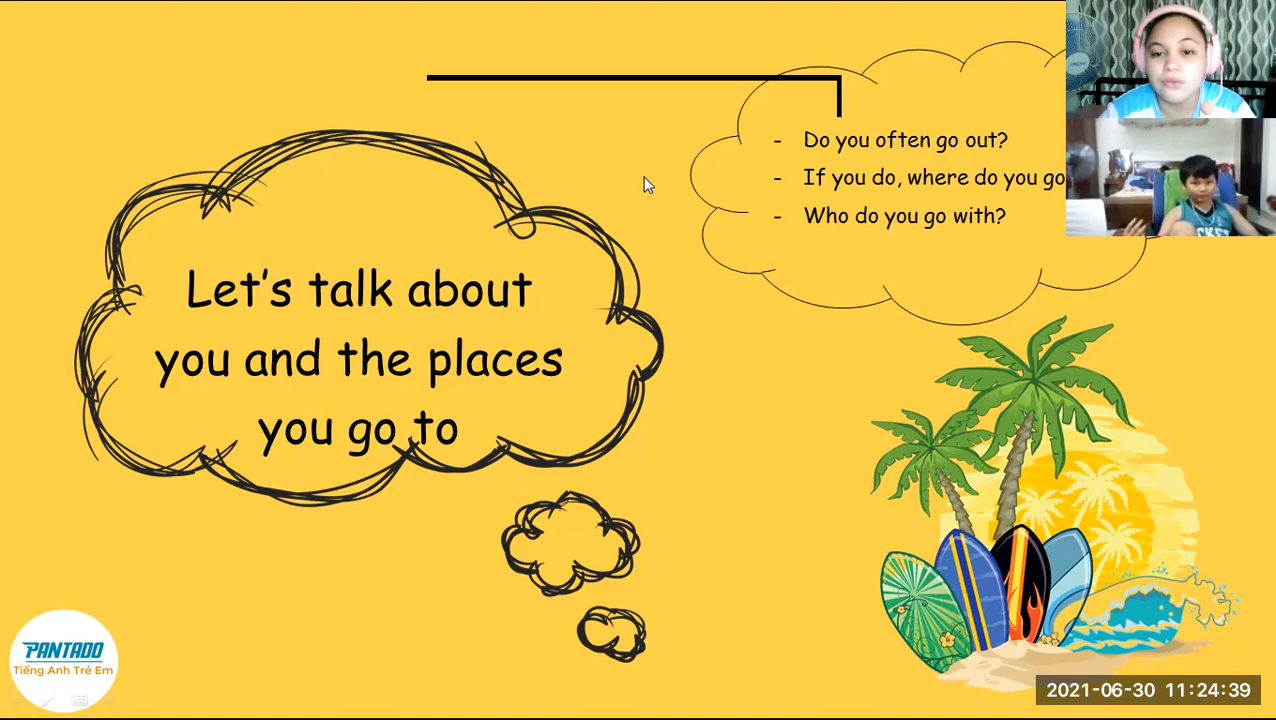 Let's talk about
you and the places
you go to
- Do you often go out?
- If you do, where do you go
- Who do you go with?
PANTADO
Tiếng Anh Trẻ Em
2021-06-30 11:24:39